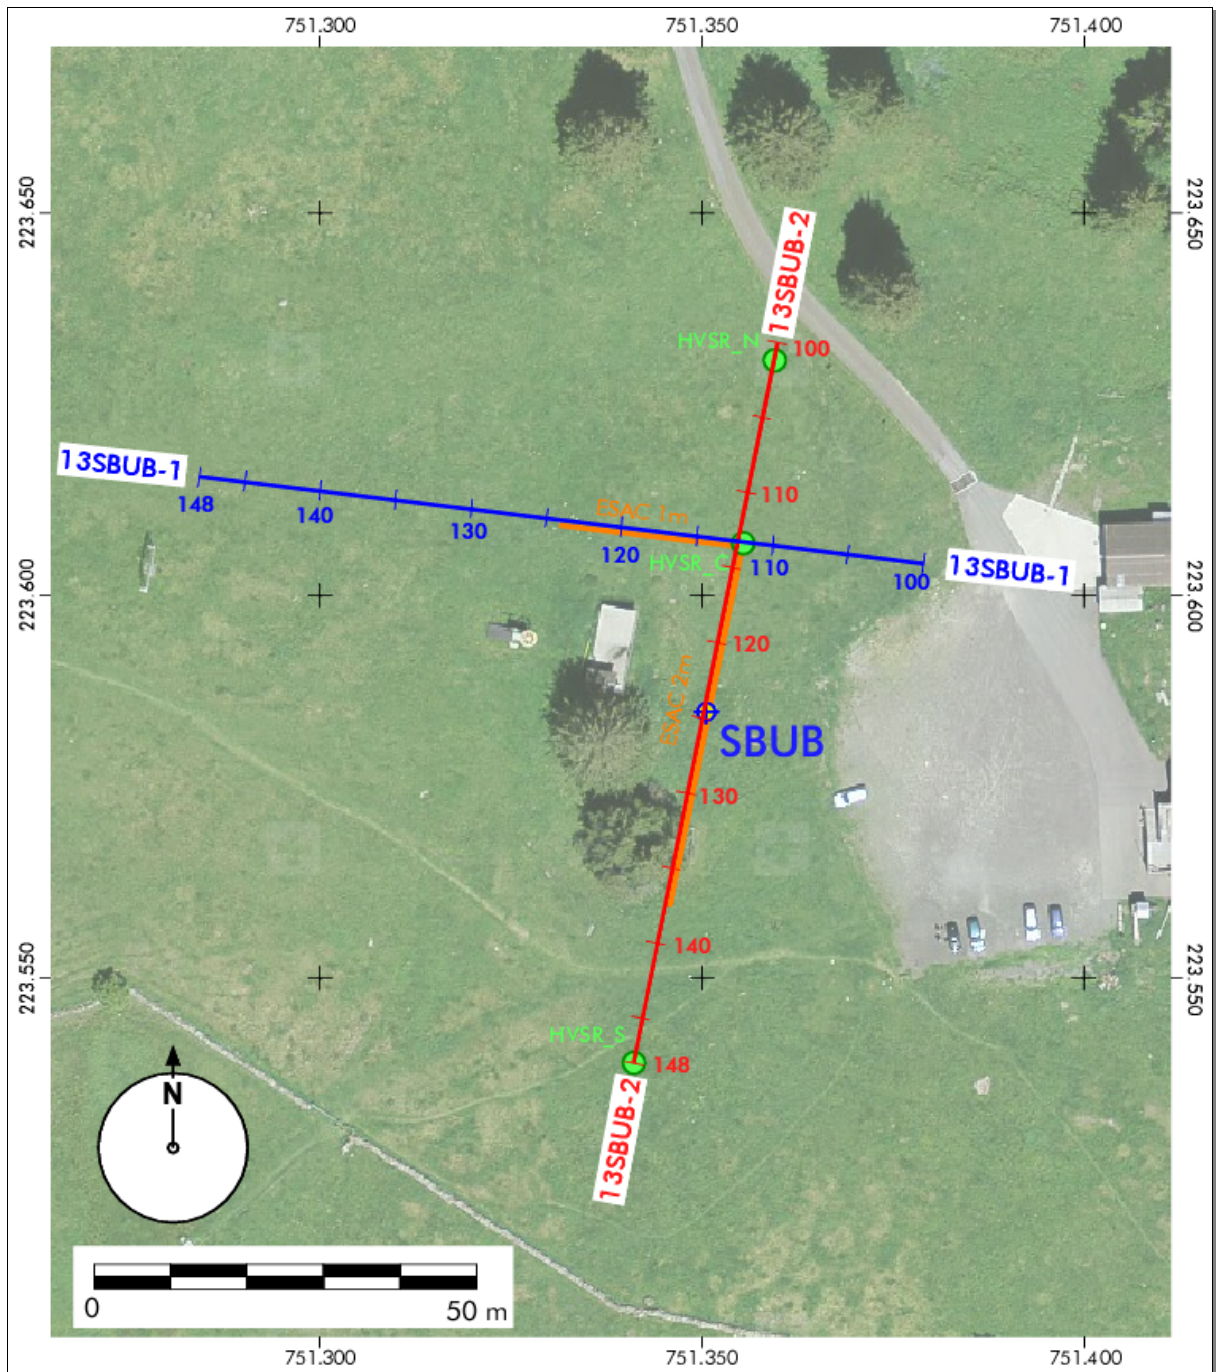 751.300 751.350 751.400
223.650 223.650
13SBUB-2
HVSR_N 100
110
13SBUB-1
148 140 130 120 110 100
13SBUB-1
ESAC 1m
HVSR_C
223.600 223.600
120
ESAC 2m
SBUB
130
140
223.550 223.550
HVSR_S
148
13SBUB-2
N
0 50 m
751.300 751.350 751.400